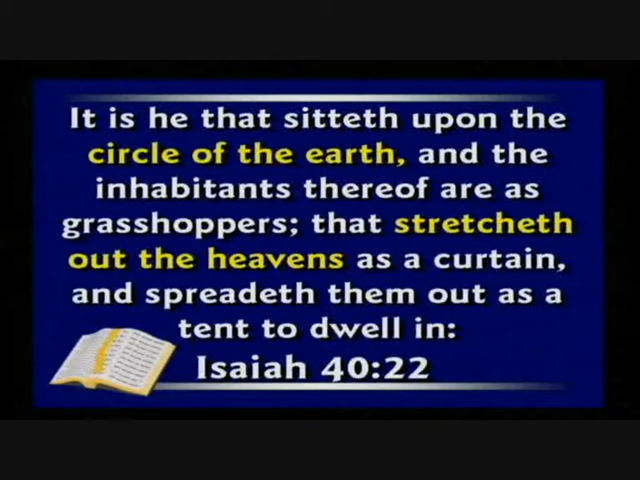 It is he that sitteth upon the
circle of the earth, and the
inhabitants thereof are as
grasshoppers; that stretcheth
out the heavens as a curtain,
and spreadeth them out as a
tent to dwell in:
Isaiah 40:22